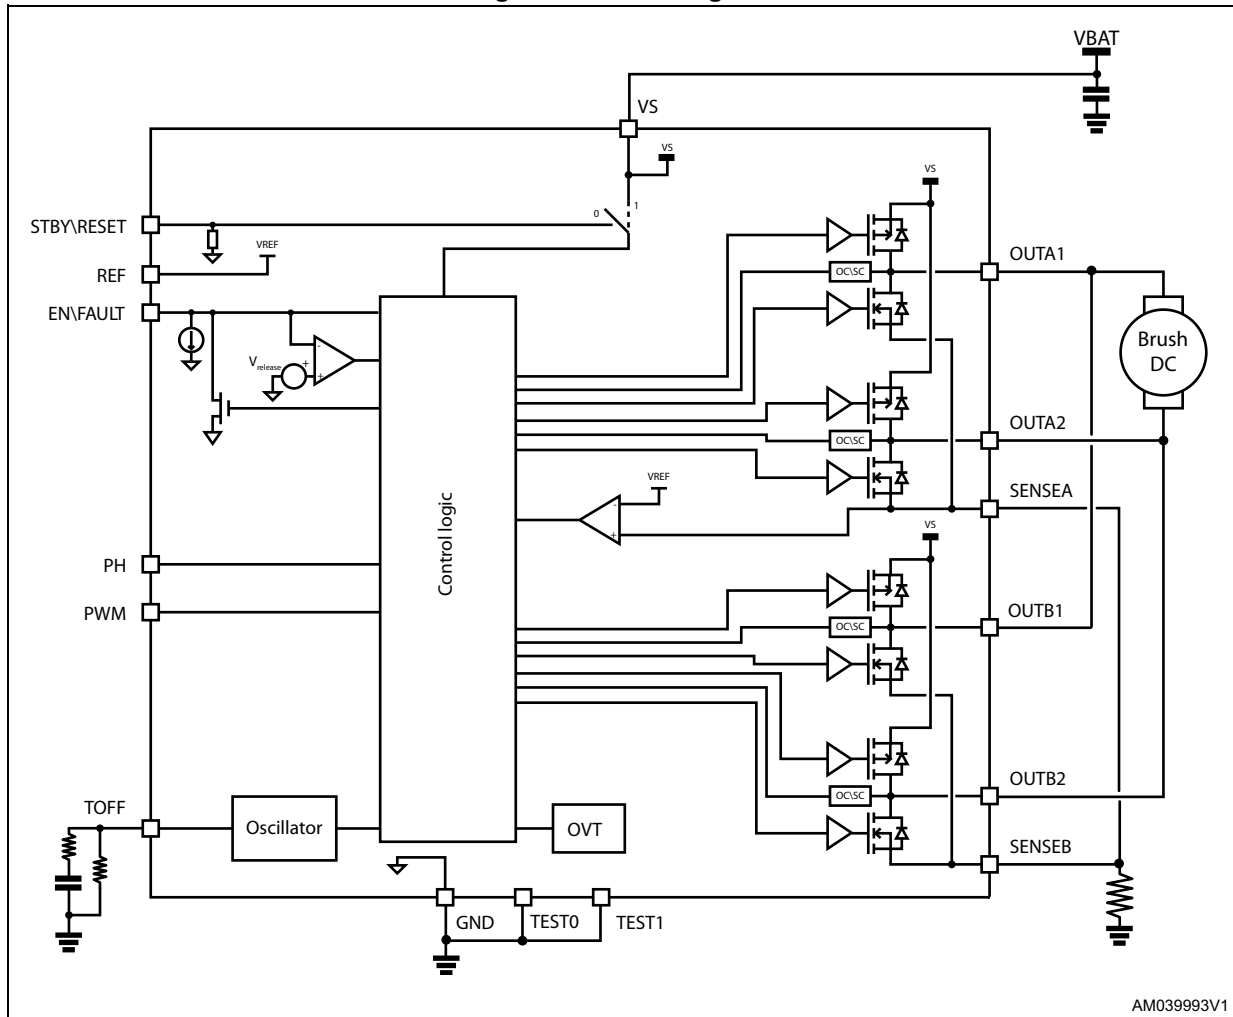 VBAT
VS
VS
VS
0
1
STBY\RESET
VREF
REF
EN\FAULT
OUTA1
OC\SC
Brush
DC
Vrelease
+
-
+
OUTA2
OC\SC
VREF
SENSEA
-
+
VS
Control logic
PH
PWM
OUTB1
OC\SC
OUTB2
OC\SC
TOFF
Oscillator
OVT
SENSEB
GND
TEST0
TEST1
AM039993V1